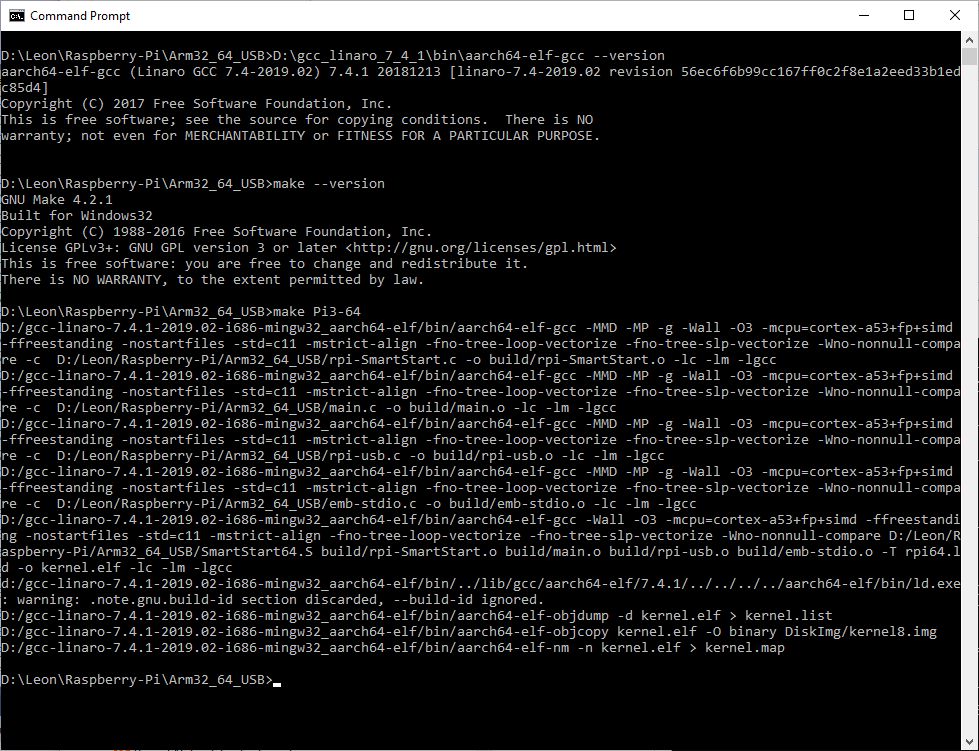 Command Prompt
D:\Leon\Raspberry-Pi\Arm32_64_USB>D:\gcc_linaro_7_4_1\bin\aarch64-elf-gcc --version
aarch64-elf-gcc (Linaro GCC 7.4-2019.02) 7.4.1 20181213 [linaro-7.4-2019.02 revision 56ec6f6b99cc167ff0c2f8e1a2eed33b1ed
c85d4]
Copyright (C) 2017 Free Software Foundation, Inc.
This is free software; see the source for copying conditions.  There is NO
warranty; not even for MERCHANTABILITY or FITNESS FOR A PARTICULAR PURPOSE.
D:\Leon\Raspberry-Pi\Arm32_64_USB>make --version
GNU Make 4.2.1
Built for Windows32
Copyright (C) 1988-2016 Free Software Foundation, Inc.
License GPLv3+: GNU GPL version 3 or later <http://gnu.org/licenses/gpl.html>
This is free software: you are free to change and redistribute it.
There is NO WARRANTY, to the extent permitted by law.
D:\Leon\Raspberry-Pi\Arm32_64_USB>make Pi3-64
D:/gcc-linaro-7.4.1-2019.02-i686-mingw32_aarch64-elf/bin/aarch64-elf-gcc -MMD -MP -g -Wall -O3 -mcpu=cortex-a53+fp+simd
-ffreestanding -nostartfiles -std=c11 -mstrict-align -fno-tree-loop-vectorize -fno-tree-slp-vectorize -Wno-nonnull-compa
re -c  D:/Leon/Raspberry-Pi/Arm32_64_USB/rpi-SmartStart.c -o build/rpi-SmartStart.o -lc -lm -lgcc
D:/gcc-linaro-7.4.1-2019.02-i686-mingw32_aarch64-elf/bin/aarch64-elf-gcc -MMD -MP -g -Wall -O3 -mcpu=cortex-a53+fp+simd
-ffreestanding -nostartfiles -std=c11 -mstrict-align -fno-tree-loop-vectorize -fno-tree-slp-vectorize -Wno-nonnull-compa
re -c  D:/Leon/Raspberry-Pi/Arm32_64_USB/main.c -o build/main.o -lc -lm -lgcc
D:/gcc-linaro-7.4.1-2019.02-i686-mingw32_aarch64-elf/bin/aarch64-elf-gcc -MMD -MP -g -Wall -O3 -mcpu=cortex-a53+fp+simd
-ffreestanding -nostartfiles -std=c11 -mstrict-align -fno-tree-loop-vectorize -fno-tree-slp-vectorize -Wno-nonnull-compa
re -c  D:/Leon/Raspberry-Pi/Arm32_64_USB/rpi-usb.c -o build/rpi-usb.o -lc -lm -lgcc
D:/gcc-linaro-7.4.1-2019.02-i686-mingw32_aarch64-elf/bin/aarch64-elf-gcc -MMD -MP -g -Wall -O3 -mcpu=cortex-a53+fp+simd
-ffreestanding -nostartfiles -std=c11 -mstrict-align -fno-tree-loop-vectorize -fno-tree-slp-vectorize -Wno-nonnull-compa
re -c  D:/Leon/Raspberry-Pi/Arm32_64_USB/emb-stdio.c -o build/emb-stdio.o -lc -lm -lgcc
D:/gcc-linaro-7.4.1-2019.02-i686-mingw32_aarch64-elf/bin/aarch64-elf-gcc -Wall -O3 -mcpu=cortex-a53+fp+simd -ffreestandi
ng -nostartfiles -std=c11 -mstrict-align -fno-tree-loop-vectorize -fno-tree-slp-vectorize -Wno-nonnull-compare D:/Leon/R
aspberry-Pi/Arm32_64_USB/SmartStart64.S build/rpi-SmartStart.o build/main.o build/rpi-usb.o build/emb-stdio.o -T rpi64.l
d -o kernel.elf -lc -lm -lgcc
d:/gcc-linaro-7.4.1-2019.02-i686-mingw32_aarch64-elf/bin/../lib/gcc/aarch64-elf/7.4.1/../../../../aarch64-elf/bin/ld.exe
: warning: .note.gnu.build-id section discarded, --build-id ignored.
D:/gcc-linaro-7.4.1-2019.02-i686-mingw32_aarch64-elf/bin/aarch64-elf-objdump -d kernel.elf > kernel.list
D:/gcc-linaro-7.4.1-2019.02-i686-mingw32_aarch64-elf/bin/aarch64-elf-objcopy kernel.elf -O binary DiskImg/kernel8.img
D:/gcc-linaro-7.4.1-2019.02-i686-mingw32_aarch64-elf/bin/aarch64-elf-nm -n kernel.elf > kernel.map
D:\Leon\Raspberry-Pi\Arm32_64_USB>